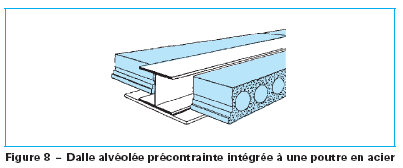 Figure 8 – Dalle alvéolée précontrainte intégrée à une poutre en acier